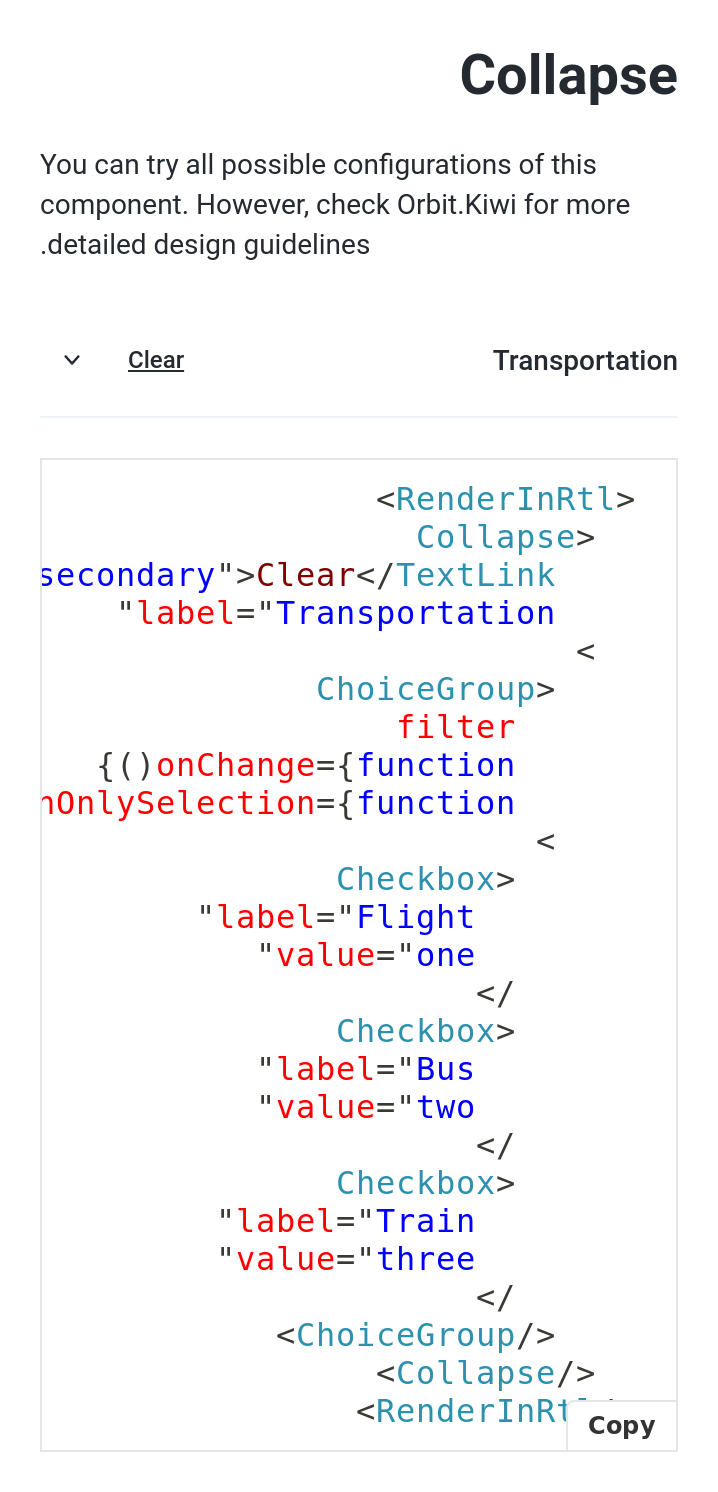 Collapse
You can try all possible configurations of this
component. However, check Orbit.Kiwi for more
.detailed design guidelines
Clear
Transportation
<RenderInRtl>
Collapse>
secondary">Clear</TextLink
"label="Transportation
<
ChoiceGroup>
filter
{()onChange={function
OnlySelection={function
<
Checkbox>
"label="Flight
"value="one
</
Checkbox>
"label="Bus
"value="two
</
Checkbox>
"label="Train
"value="three
</
<ChoiceGroup/>
<Collapse/>
<RenderInRt
Copy